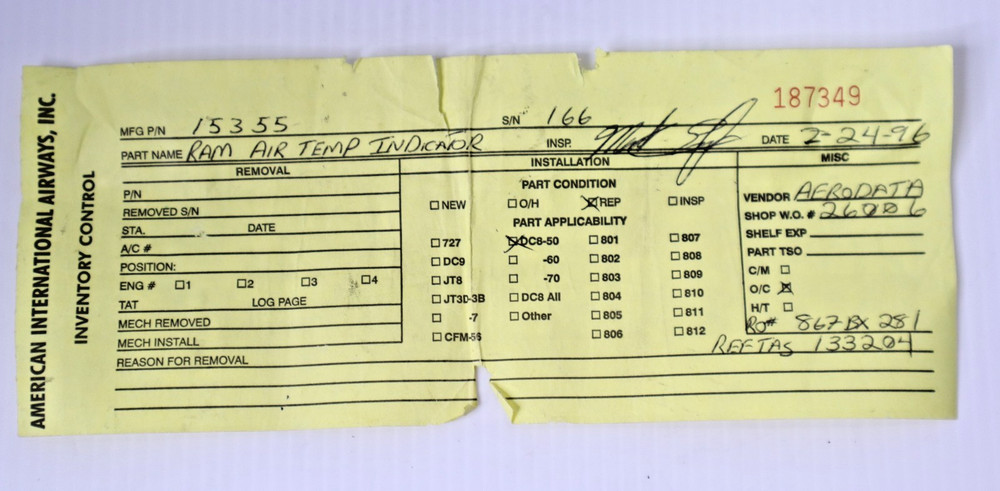 AMERICAN INTERNATIONAL AIRWAYS, INC.
INVENTORY CONTROL
187349
MFG P/N 15355 S/N 166
PART NAME RAM AIR TEMP INDICATOR INSP. DATE 2-24-96
REMOVAL
P/N
REMOVED S/N
STA. DATE
A/C #
POSITION:
ENG # 1 2 3 4
TAT LOG PAGE
MECH REMOVED
MECH INSTALL
REASON FOR REMOVAL
INSTALLATION
PART CONDITION
NEW O/H REP INSP
PART APPLICABILITY
727 DC8-50 801 807
DC9 -60 802 808
JT8 -70 803 809
JT3D-3B DC8 All 804 810
-7 Other 805 811
CFM-56 806 812
MISC
VENDOR AERODATA
SHOP W.O. # 26006
SHELF EXP
PART TSO
C/M
O/C
H/T
RO# 867BX 281
REFTAS 133204